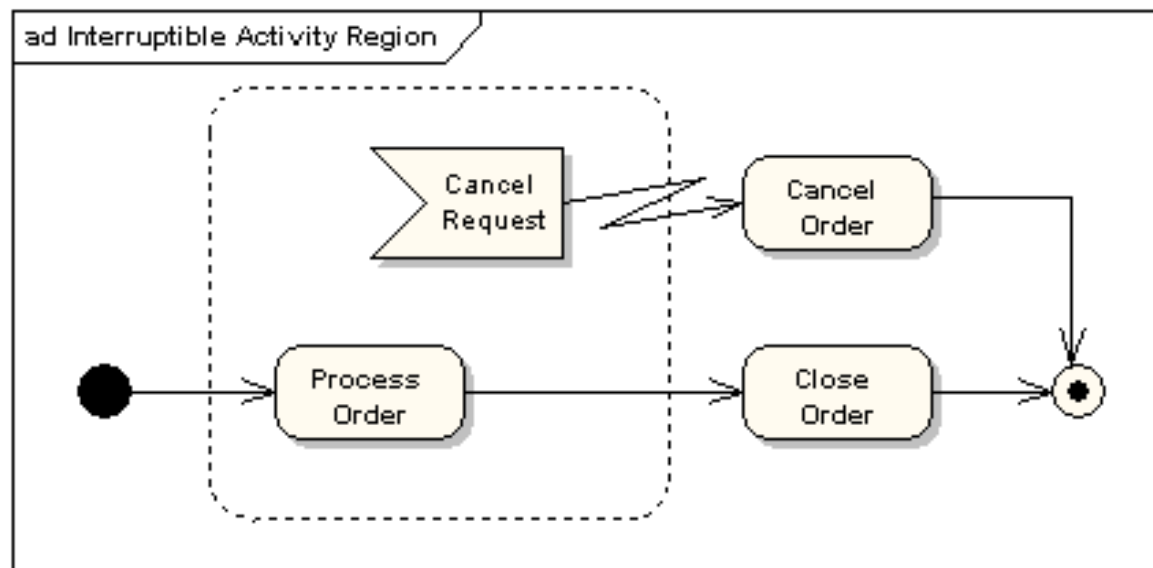 ad Interruptible Activity Region
Cancel
Request
Cancel
Order
Process
Order
Close
Order